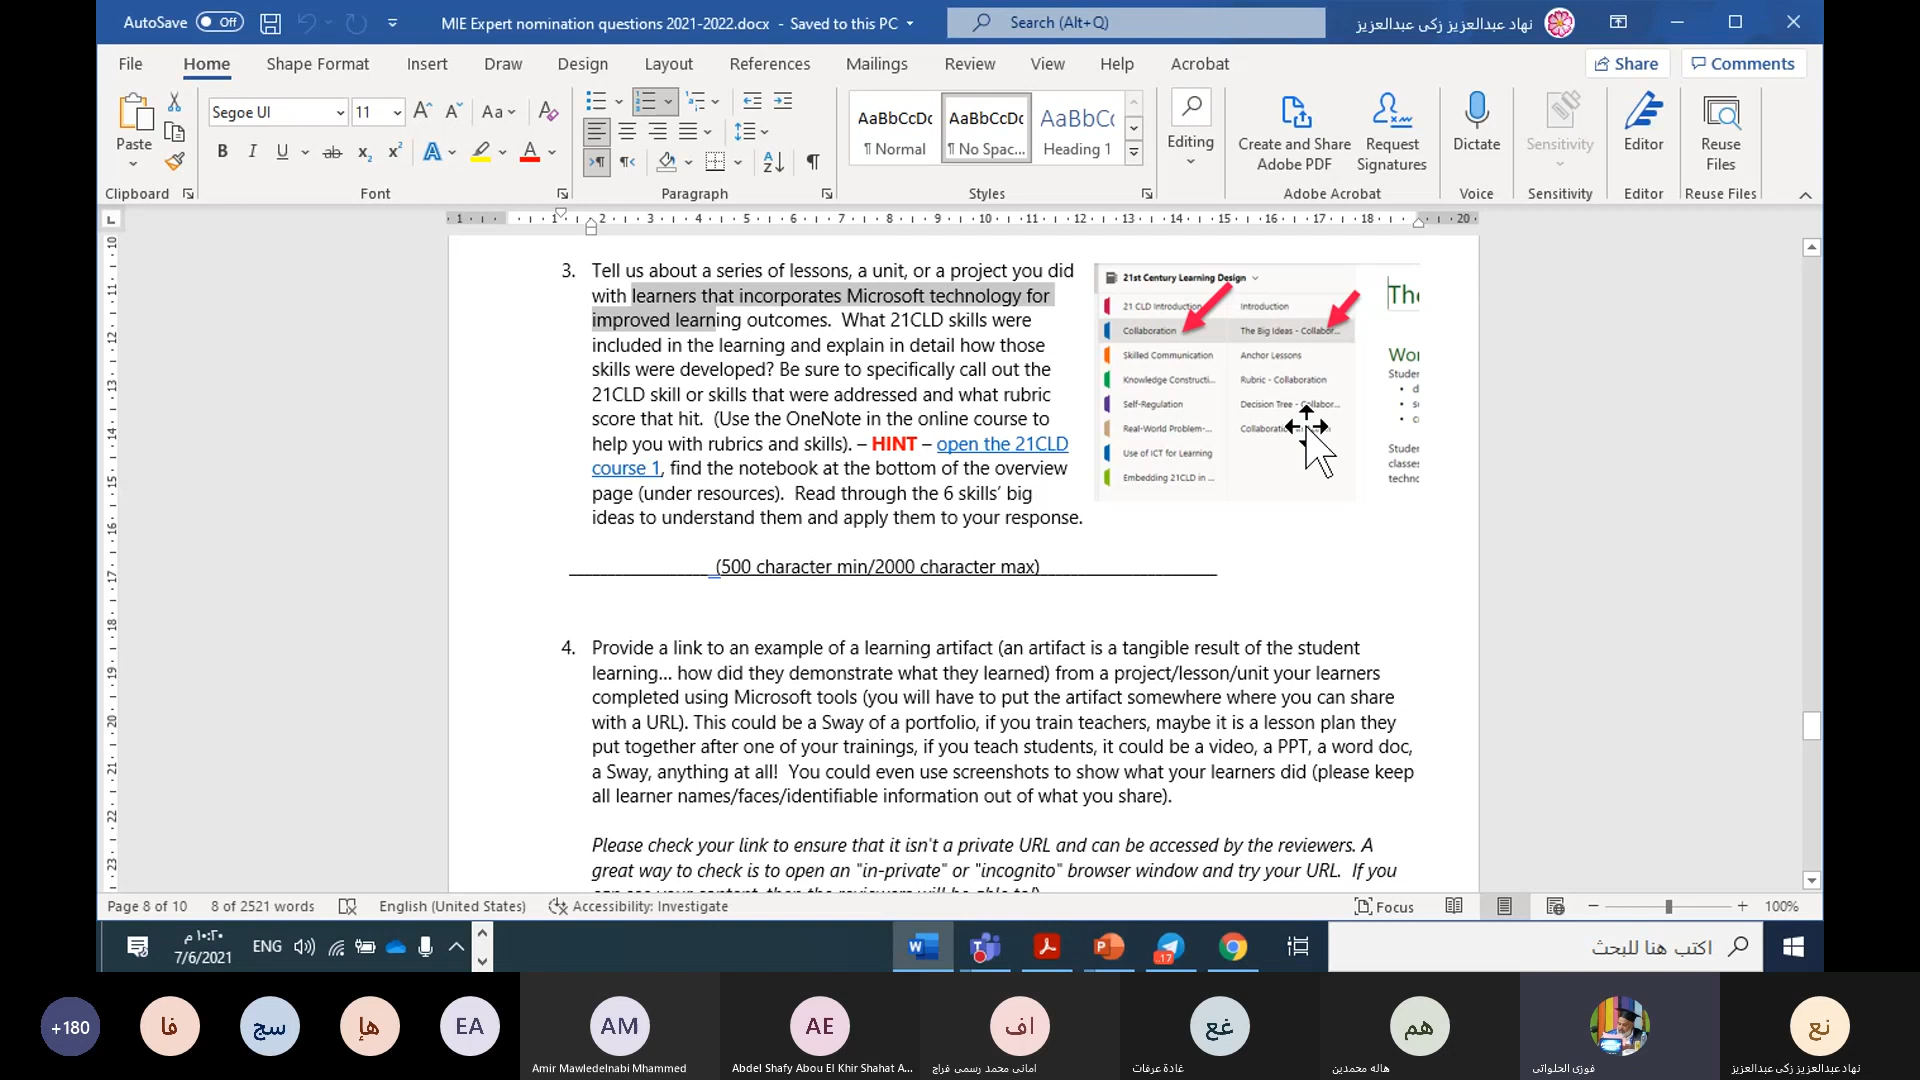 AutoSave Off
MIE Expert nomination questions 2021-2022.docx - Saved to this PC
Search (Alt+Q)
نهاد عبدالعزيز زكى عبدالعزيز
File Home Shape Format Insert Draw Design Layout References Mailings Review View Help Acrobat
Share Comments
Segoe UI 11
Paste
AaBbCcDc AaBbCcDc AaBbCc
¶ Normal ¶ No Spac... Heading 1
Editing
Create and Share
Adobe PDF
Request
Signatures
Dictate
Sensitivity
Editor
Reuse
Files
Clipboard Font Paragraph Styles Adobe Acrobat Voice Sensitivity Editor Reuse Files
3. Tell us about a series of lessons, a unit, or a project you did
with learners that incorporates Microsoft technology for
improved learning outcomes. What 21CLD skills were
included in the learning and explain in detail how those
skills were developed? Be sure to specifically call out the
21CLD skill or skills that were addressed and what rubric
score that hit. (Use the OneNote in the online course to
help you with rubrics and skills). – HINT – open the 21CLD
course 1, find the notebook at the bottom of the overview
page (under resources). Read through the 6 skills’ big
ideas to understand them and apply them to your response.
21st Century Learning Design
21 CLD Introduction
Collaboration
Skilled Communication
Knowledge Constructi...
Self-Regulation
Real-World Problem-...
Use of ICT for Learning
Embedding 21CLD in ...
Introduction
The Big Ideas - Collabor...
Anchor Lessons
Rubric - Collaboration
Decision Tree - Collabor...
(500 character min/2000 character max)
4. Provide a link to an example of a learning artifact (an artifact is a tangible result of the student
learning... how did they demonstrate what they learned) from a project/lesson/unit your learners
completed using Microsoft tools (you will have to put the artifact somewhere where you can share
with a URL). This could be a Sway of a portfolio, if you train teachers, maybe it is a lesson plan they
put together after one of your trainings, if you teach students, it could be a video, a PPT, a word doc,
a Sway, anything at all! You could even use screenshots to show what your learners did (please keep
all learner names/faces/identifiable information out of what you share).
Please check your link to ensure that it isn't a private URL and can be accessed by the reviewers. A
great way to check is to open an "in-private" or "incognito" browser window and try your URL. If you
Page 8 of 10 8 of 2521 words English (United States) Accessibility: Investigate
Focus 100%
١٠:٢٠ م
7/6/2021
ENG
17
اكتب هنا للبحث
+180 فا سج هإ EA AM AE اف غع هم نع
Amir Mawledelnabi Mhammed
Abdel Shafy Abou El Khir Shahat A...
امانى محمد رسمى فراج
غادة عرفات
هاله محمدين
فوزى الحلوانى
نهاد عبدالعزيز زكى عبدالعزيز